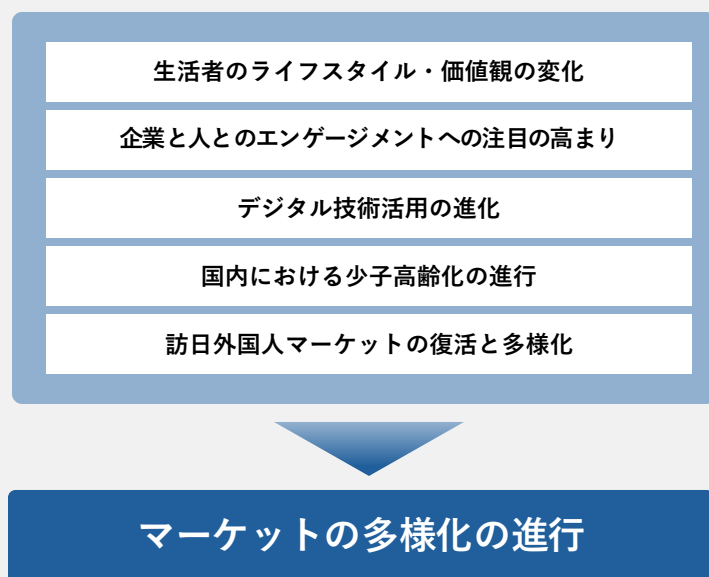 生活者のライフスタイル・価値観の変化
企業と人とのエンゲージメントへの注目の高まり
デジタル技術活用の進化
国内における少子高齢化の進行
訪日外国人マーケットの復活と多様化
マーケットの多様化の進行